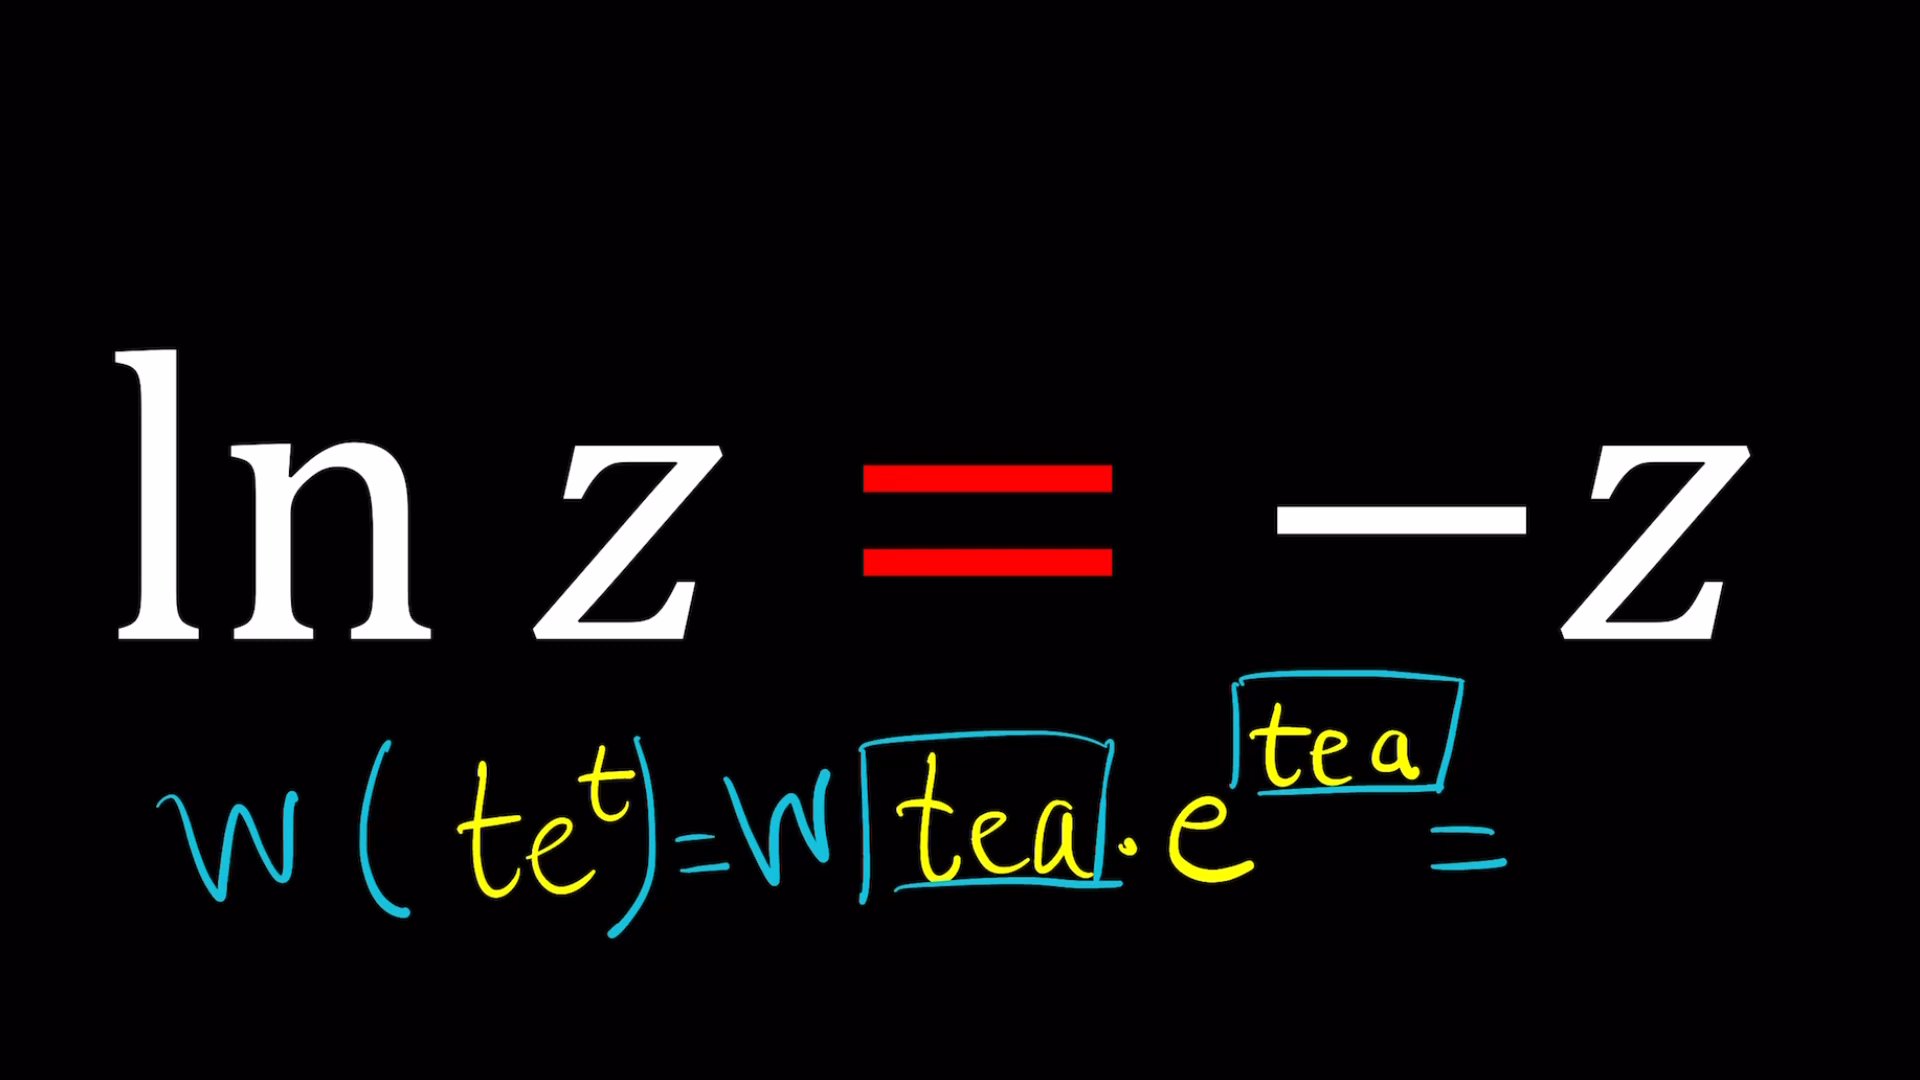 ln z = −z
W(te^t)=W[tea·e^tea =